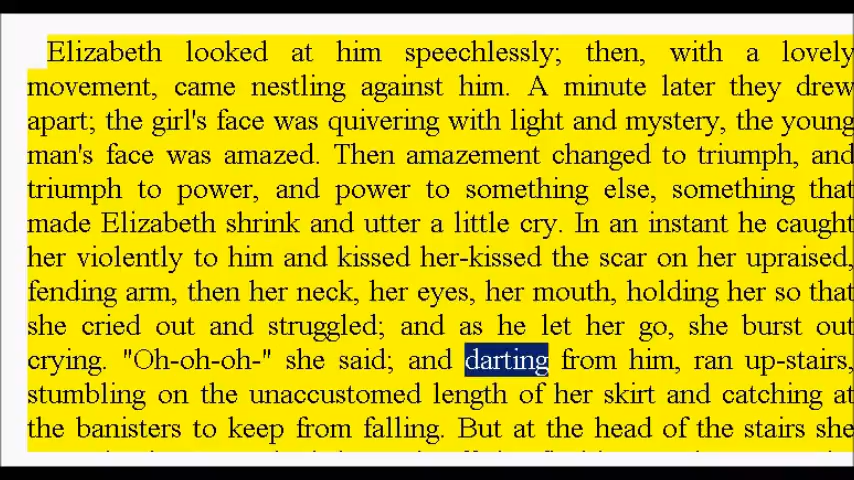 Elizabeth looked at him speechlessly; then, with a lovely
movement, came nestling against him. A minute later they drew
apart; the girl's face was quivering with light and mystery, the young
man's face was amazed. Then amazement changed to triumph, and
triumph to power, and power to something else, something that
made Elizabeth shrink and utter a little cry. In an instant he caught
her violently to him and kissed her-kissed the scar on her upraised,
fending arm, then her neck, her eyes, her mouth, holding her so that
she cried out and struggled; and as he let her go, she burst out
crying. "Oh-oh-oh-" she said; and darting from him, ran up-stairs,
stumbling on the unaccustomed length of her skirt and catching at
the banisters to keep from falling. But at the head of the stairs she